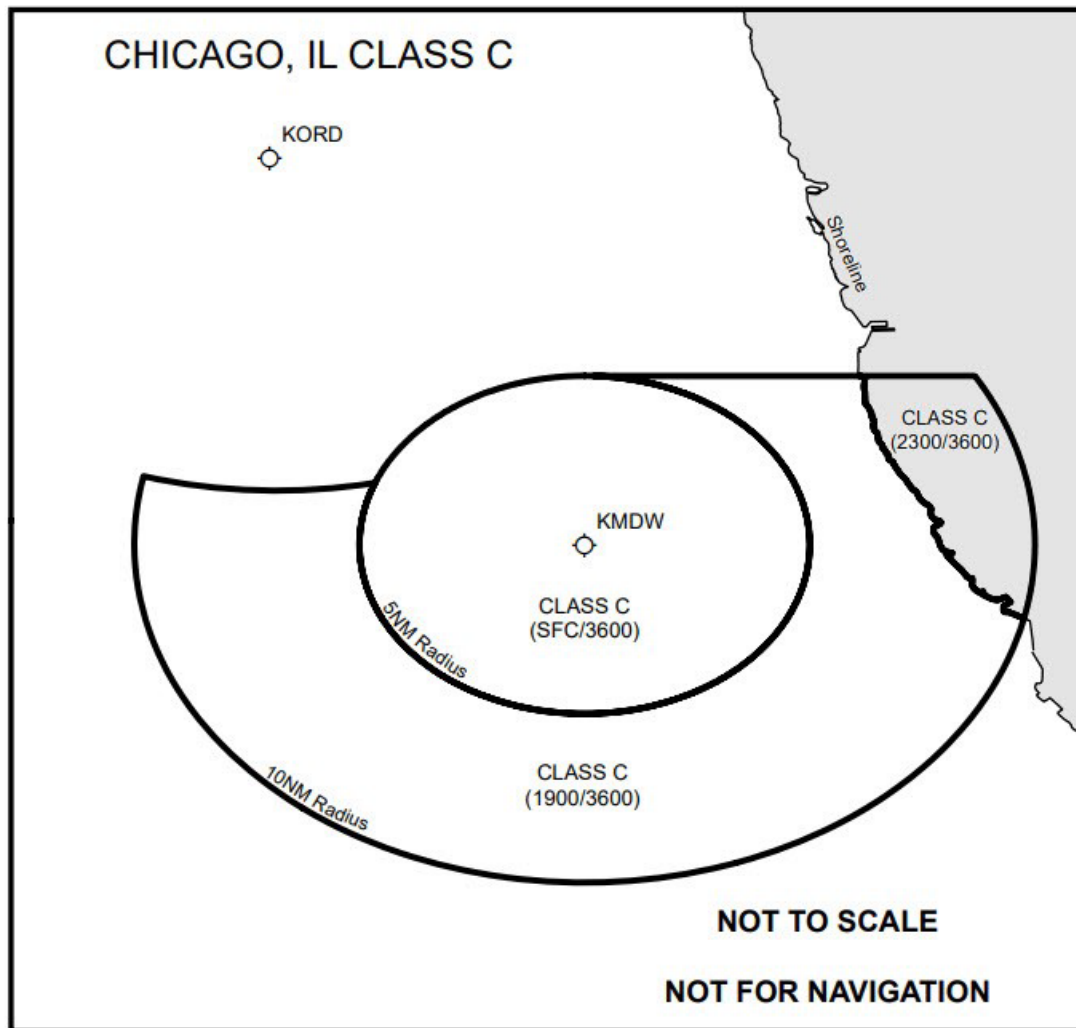 CHICAGO, IL CLASS C
KORD
Shoreline
CLASS C
(2300/3600)
KMDW
CLASS C
(SFC/3600)
5NM Radius
CLASS C
(1900/3600)
10NM Radius
NOT TO SCALE
NOT FOR NAVIGATION